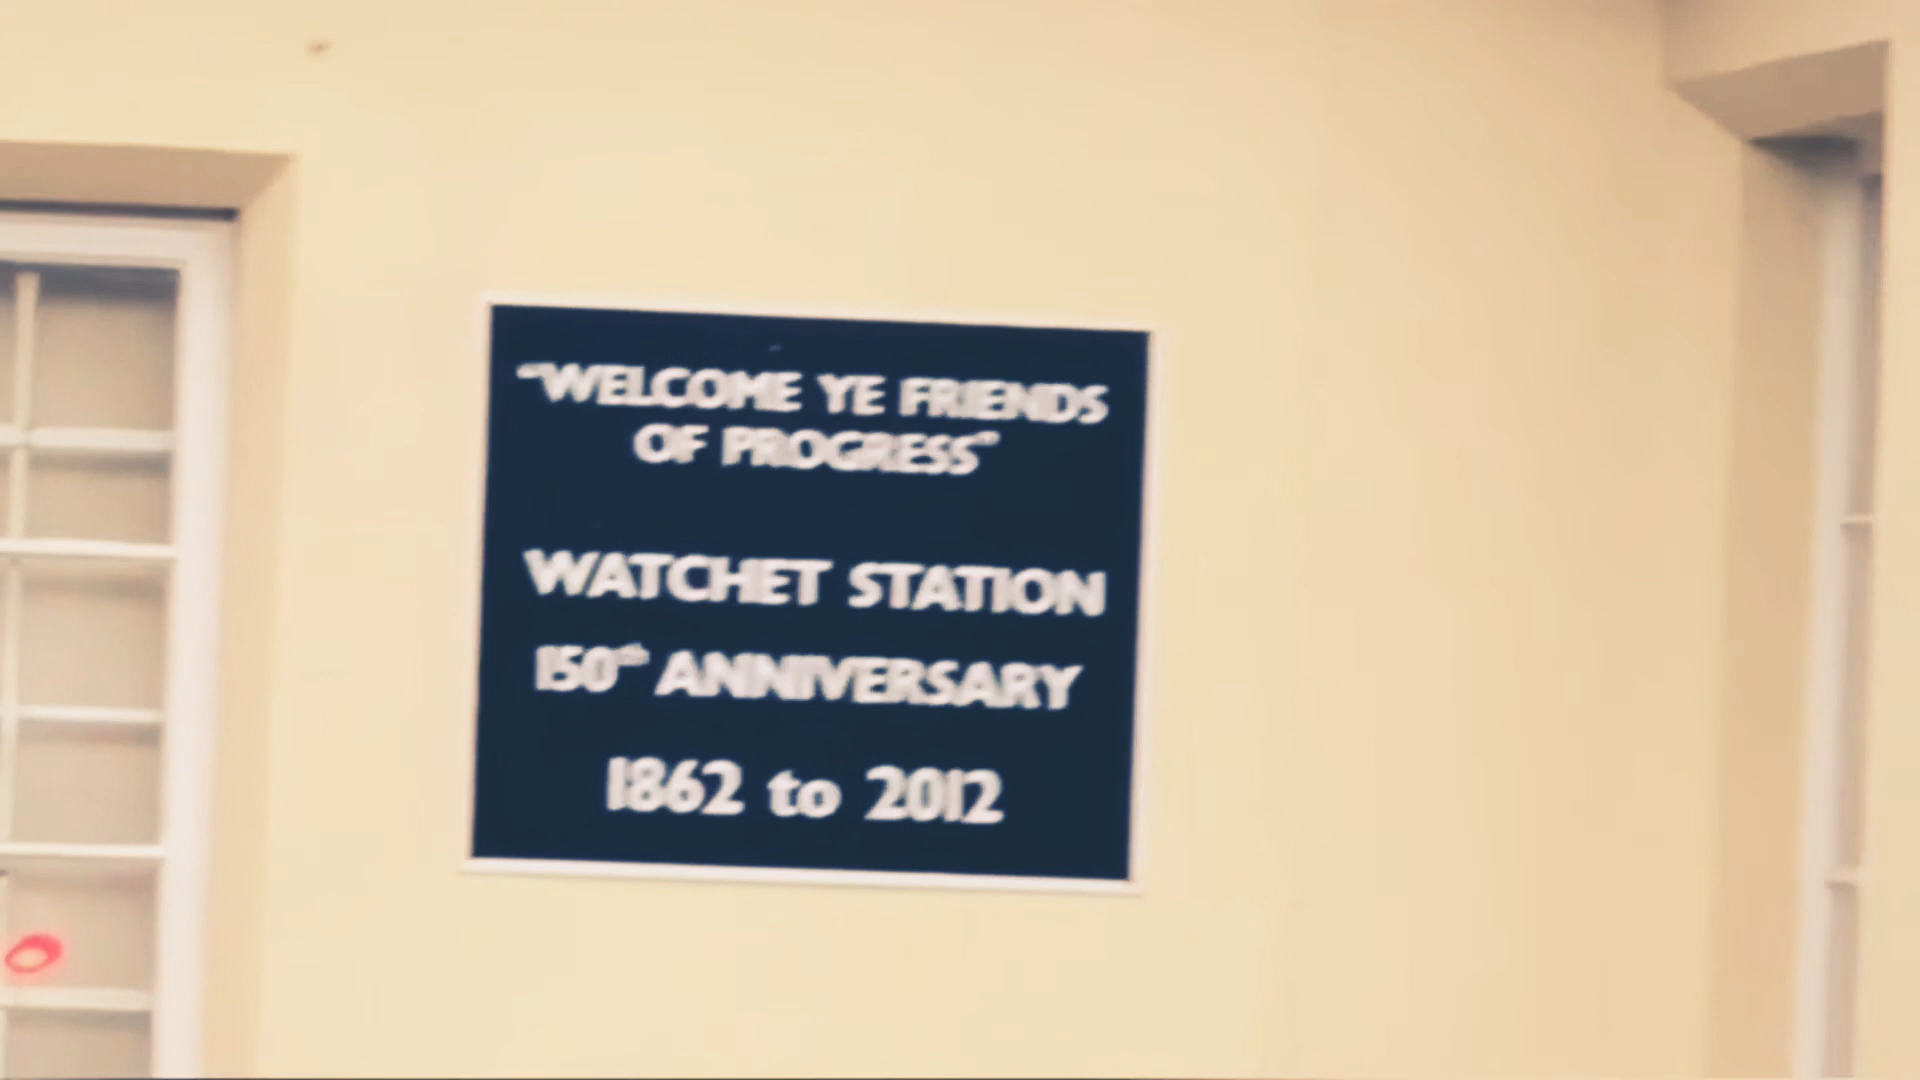 “WELCOME YE FRIENDS
OF PROGRESS”
WATCHET STATION
150th ANNIVERSARY
1862 to 2012